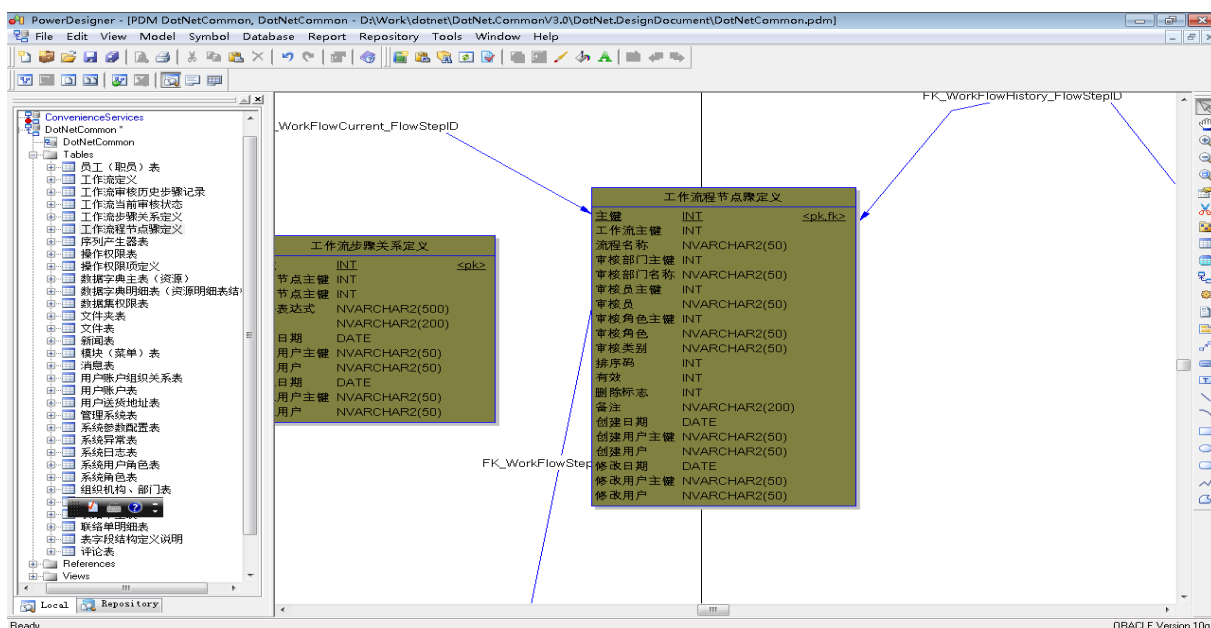 PowerDesigner - [PDM DotNetCommon, DotNetCommon - D:\Work\dotnet\DotNet.CommonV3.0\DotNet.DesignDocument\DotNetCommon.pdm]
File Edit View Model Symbol Database Report Repository Tools Window Help
ConvenienceServices
DotNetCommon *
DotNetCommon
Tables
员工（职员）表
工作流定义
工作流审核历史步骤记录
工作流当前审核状态
工作流步骤关系定义
工作流程节点骤定义
序列产生器表
操作权限表
操作权限项定义
数据字典主表（资源）
数据字典明细表（资源明细表结
数据集权限表
文件夹表
文件表
新闻表
模块（菜单）表
消息表
用户账户组织关系表
用户账户表
用户送货地址表
管理系统表
系统参数配置表
系统异常表
系统日志表
系统用户角色表
系统角色表
组织机构、部门表
联络单明细表
表字段结构定义说明
评论表
References
Views
Local Repository
_WorkFlowCurrent_FlowStepID
FK_WorkFlowHistory_FlowStepID
工作流步骤关系定义
INT <pk>
节点主键 INT
节点主键 INT
表达式 NVARCHAR2(500)
NVARCHAR2(200)
日期 DATE
用户主键 NVARCHAR2(50)
用户 NVARCHAR2(50)
日期 DATE
用户主键 NVARCHAR2(50)
用户 NVARCHAR2(50)
FK_WorkFlowStep
工作流程节点骤定义
主键 INT <pk,fk>
工作流主键 INT
流程名称 NVARCHAR2(50)
审核部门主键 INT
审核部门名称 NVARCHAR2(50)
审核员主键 INT
审核员 NVARCHAR2(50)
审核角色主键 INT
审核角色 NVARCHAR2(50)
审核类别 NVARCHAR2(50)
排序码 INT
有效 INT
删除标志 INT
备注 NVARCHAR2(200)
创建日期 DATE
创建用户主键 NVARCHAR2(50)
创建用户 NVARCHAR2(50)
修改日期 DATE
修改用户主键 NVARCHAR2(50)
修改用户 NVARCHAR2(50)
Ready
ORACLE Version 10g